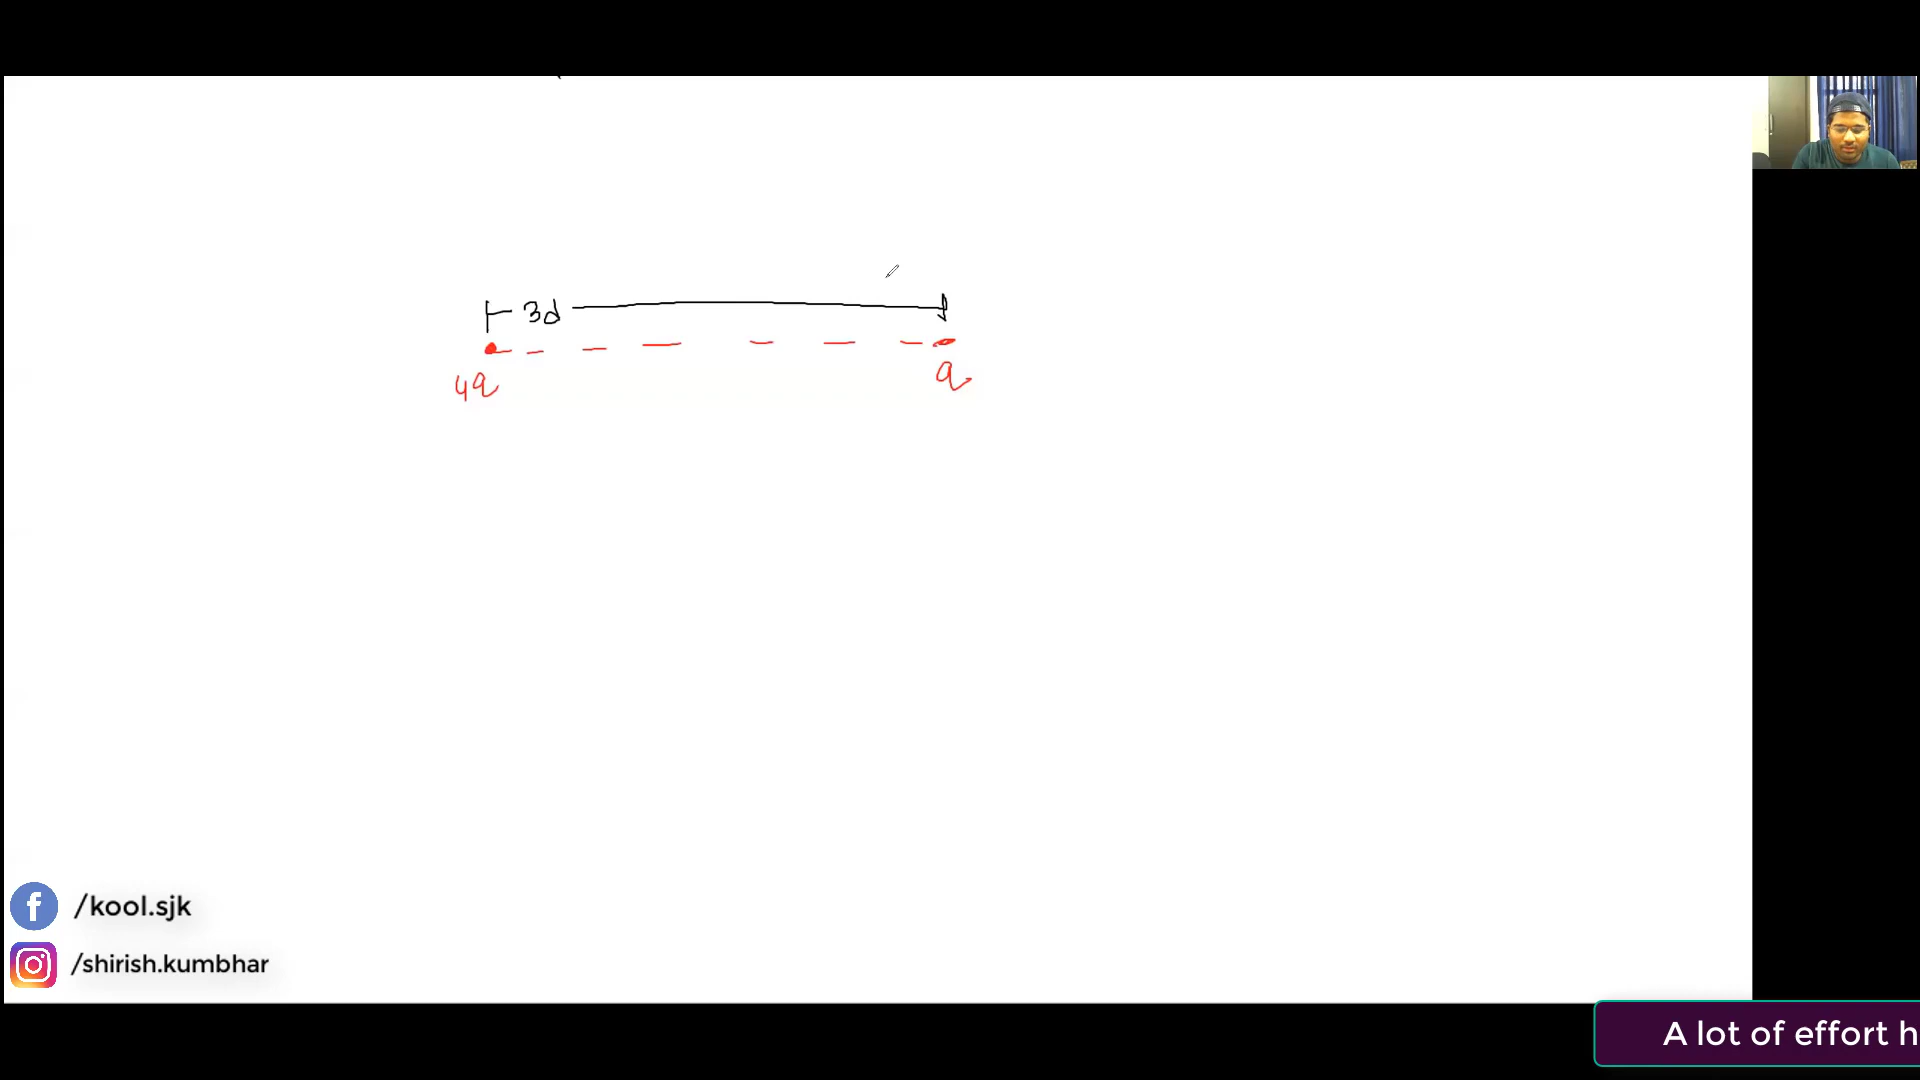 3d
4q
q
/kool.sjk
/shirish.kumbhar
A lot of effort h